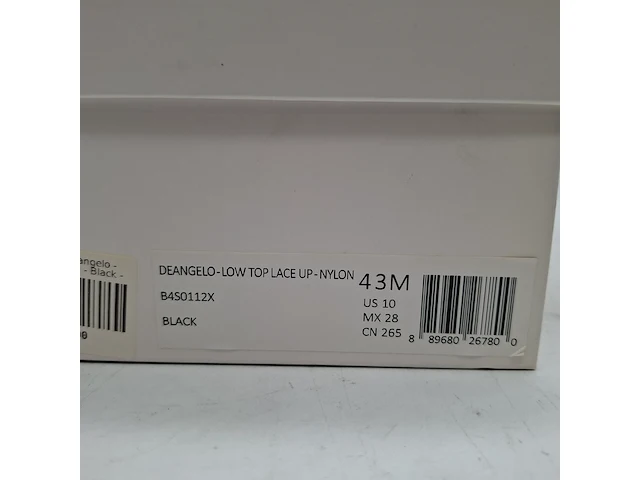 angelo -
- Black -
DEANGELO-LOW TOP LACE UP-NYLON
B4S0112X
BLACK
43M
US 10
MX 28
CN 265
8 89680 26780 0